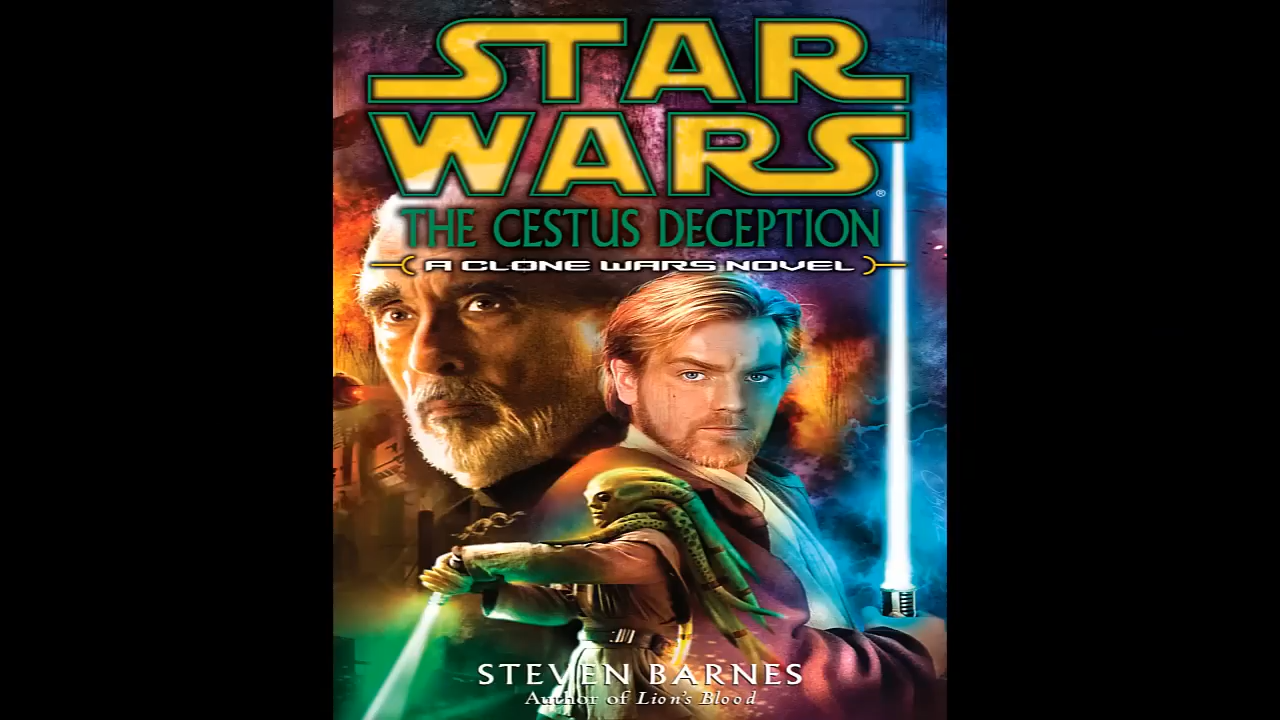 STAR
WARS®
THE CESTUS DECEPTION
A CLONE WARS NOVEL
STEVEN BARNES
Author of Lion's Blood